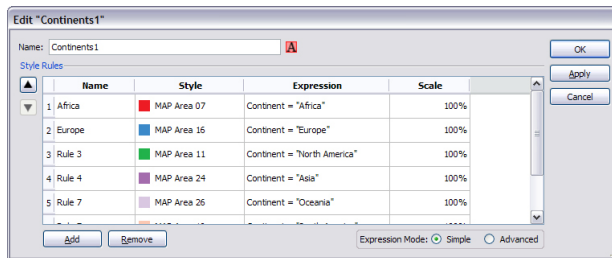 Edit "Continents1"
Name: Continents1 A OK
Style Rules
Apply
Name Style Expression Scale
Cancel
1 Africa MAP Area 07 Continent = "Africa" 100%
2 Europe MAP Area 16 Continent = "Europe" 100%
3 Rule 3 MAP Area 11 Continent = "North America" 100%
4 Rule 4 MAP Area 24 Continent = "Asia" 100%
5 Rule 7 MAP Area 26 Continent = "Oceania" 100%
Add Remove Expression Mode: Simple Advanced